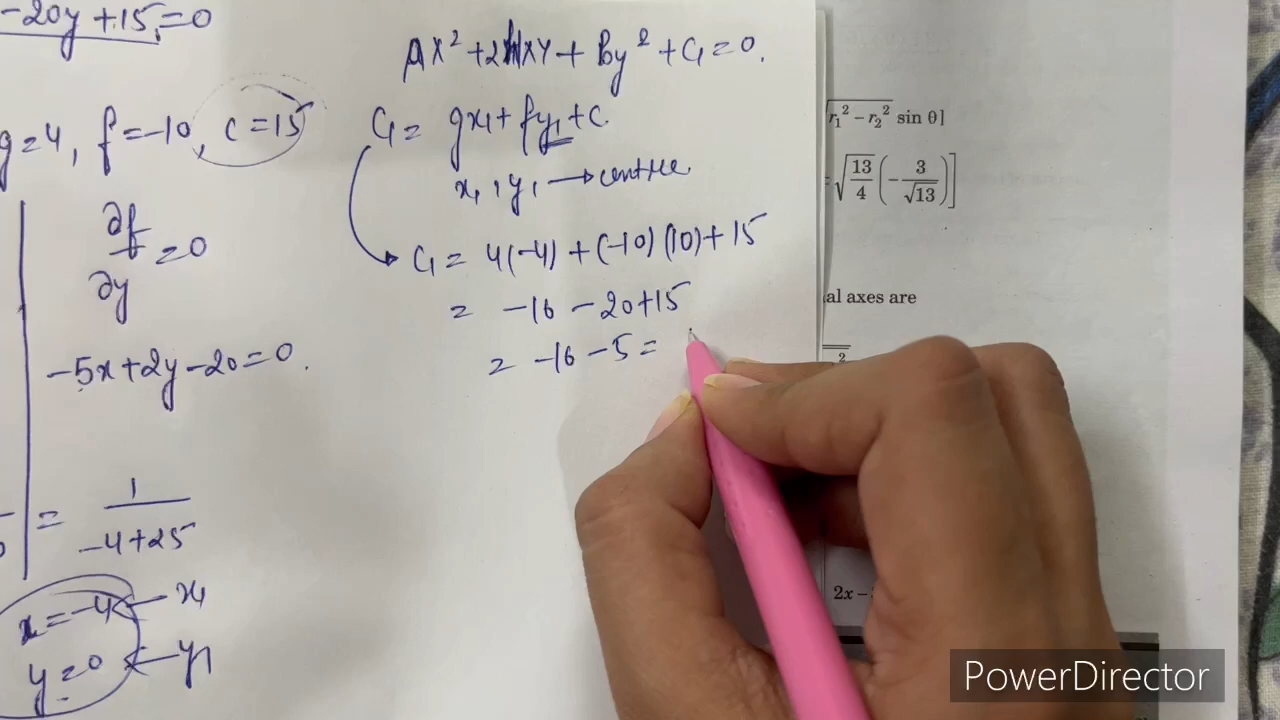 -20y + 15 = 0
g = 4, f = -10, c = 15
∂f/∂y = 0
-5x + 2y - 20 = 0.
= 1/(-4 + 25)
x = -4 ← x₁
y = 0 ← y₁
Ax² + 2hxy + By² + C₁ = 0.
C₁ = gx₁ + fy₁ + c
x₁, y₁ → centre
C₁ = 4(-4) + (-10)(10) + 15
= -16 - 20 + 15
= -16 - 5 =
r₁² - r₂² sin θ]
= √(13/4) (-3/√13)]
al axes are
2x -
PowerDirector